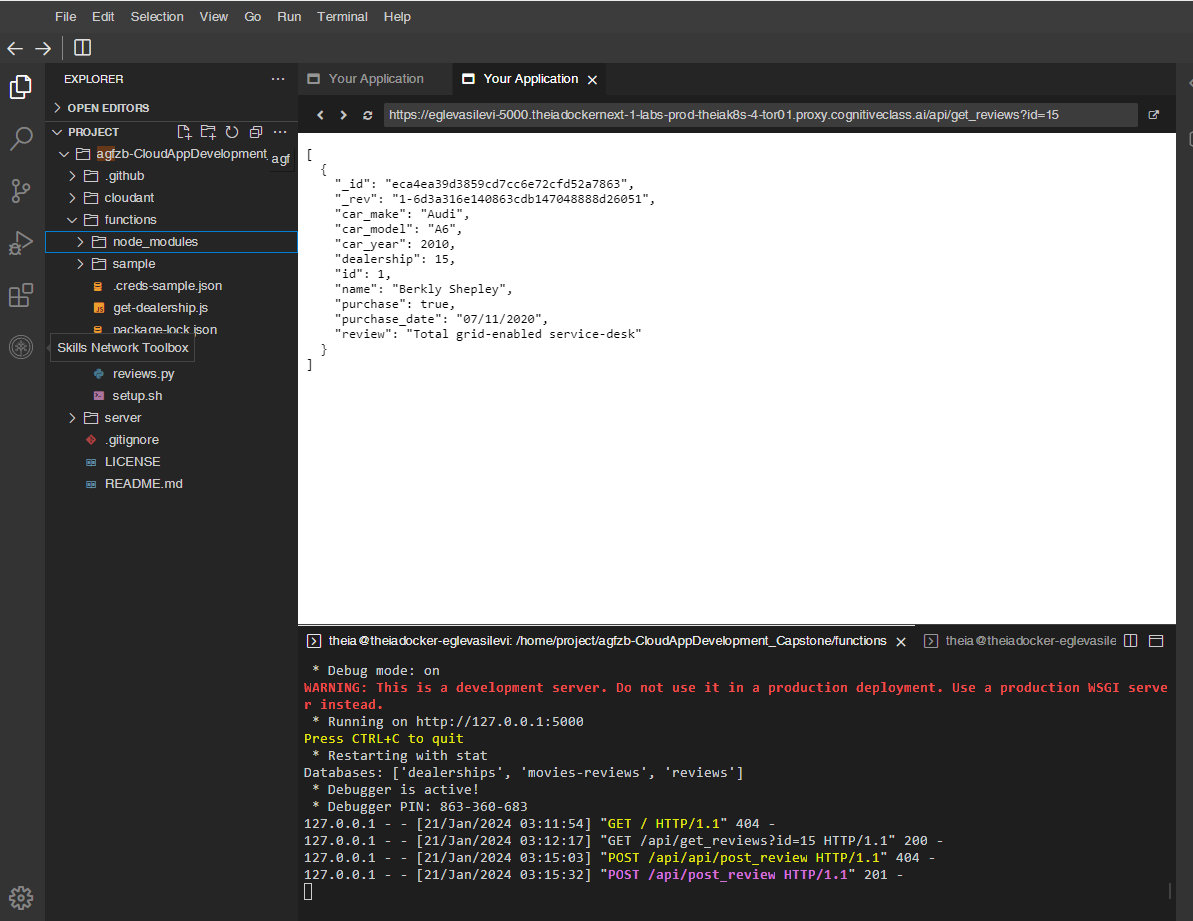 File Edit Selection View Go Run Terminal Help
EXPLORER
OPEN EDITORS
PROJECT
agfzb-CloudAppDevelopment
agf
.github
cloudant
functions
node_modules
sample
.creds-sample.json
get-dealership.js
package-lock.json
Skills Network Toolbox
reviews.py
setup.sh
server
.gitignore
LICENSE
README.md
Your Application
Your Application
https://eglevasilevi-5000.theiadockernext-1-labs-prod-theiak8s-4-tor01.proxy.cognitiveclass.ai/api/get_reviews?id=15
[
{
"_id": "eca4ea39d3859cd7cc6e72cfd52a7863",
"_rev": "1-6d3a316e140863cdb147048888d26051",
"car_make": "Audi",
"car_model": "A6",
"car_year": 2010,
"dealership": 15,
"id": 1,
"name": "Berkly Shepley",
"purchase": true,
"purchase_date": "07/11/2020",
"review": "Total grid-enabled service-desk"
}
]
theia@theiadocker-eglevasilevi: /home/project/agfzb-CloudAppDevelopment_Capstone/functions
theia@theiadocker-eglevasile
* Debug mode: on
WARNING: This is a development server. Do not use it in a production deployment. Use a production WSGI serve
r instead.
* Running on http://127.0.0.1:5000
Press CTRL+C to quit
* Restarting with stat
Databases: ['dealerships', 'movies-reviews', 'reviews']
* Debugger is active!
* Debugger PIN: 863-360-683
127.0.0.1 - - [21/Jan/2024 03:11:54] "GET / HTTP/1.1" 404 -
127.0.0.1 - - [21/Jan/2024 03:12:17] "GET /api/get_reviews?id=15 HTTP/1.1" 200 -
127.0.0.1 - - [21/Jan/2024 03:15:03] "POST /api/api/post_review HTTP/1.1" 404 -
127.0.0.1 - - [21/Jan/2024 03:15:32] "POST /api/post_review HTTP/1.1" 201 -